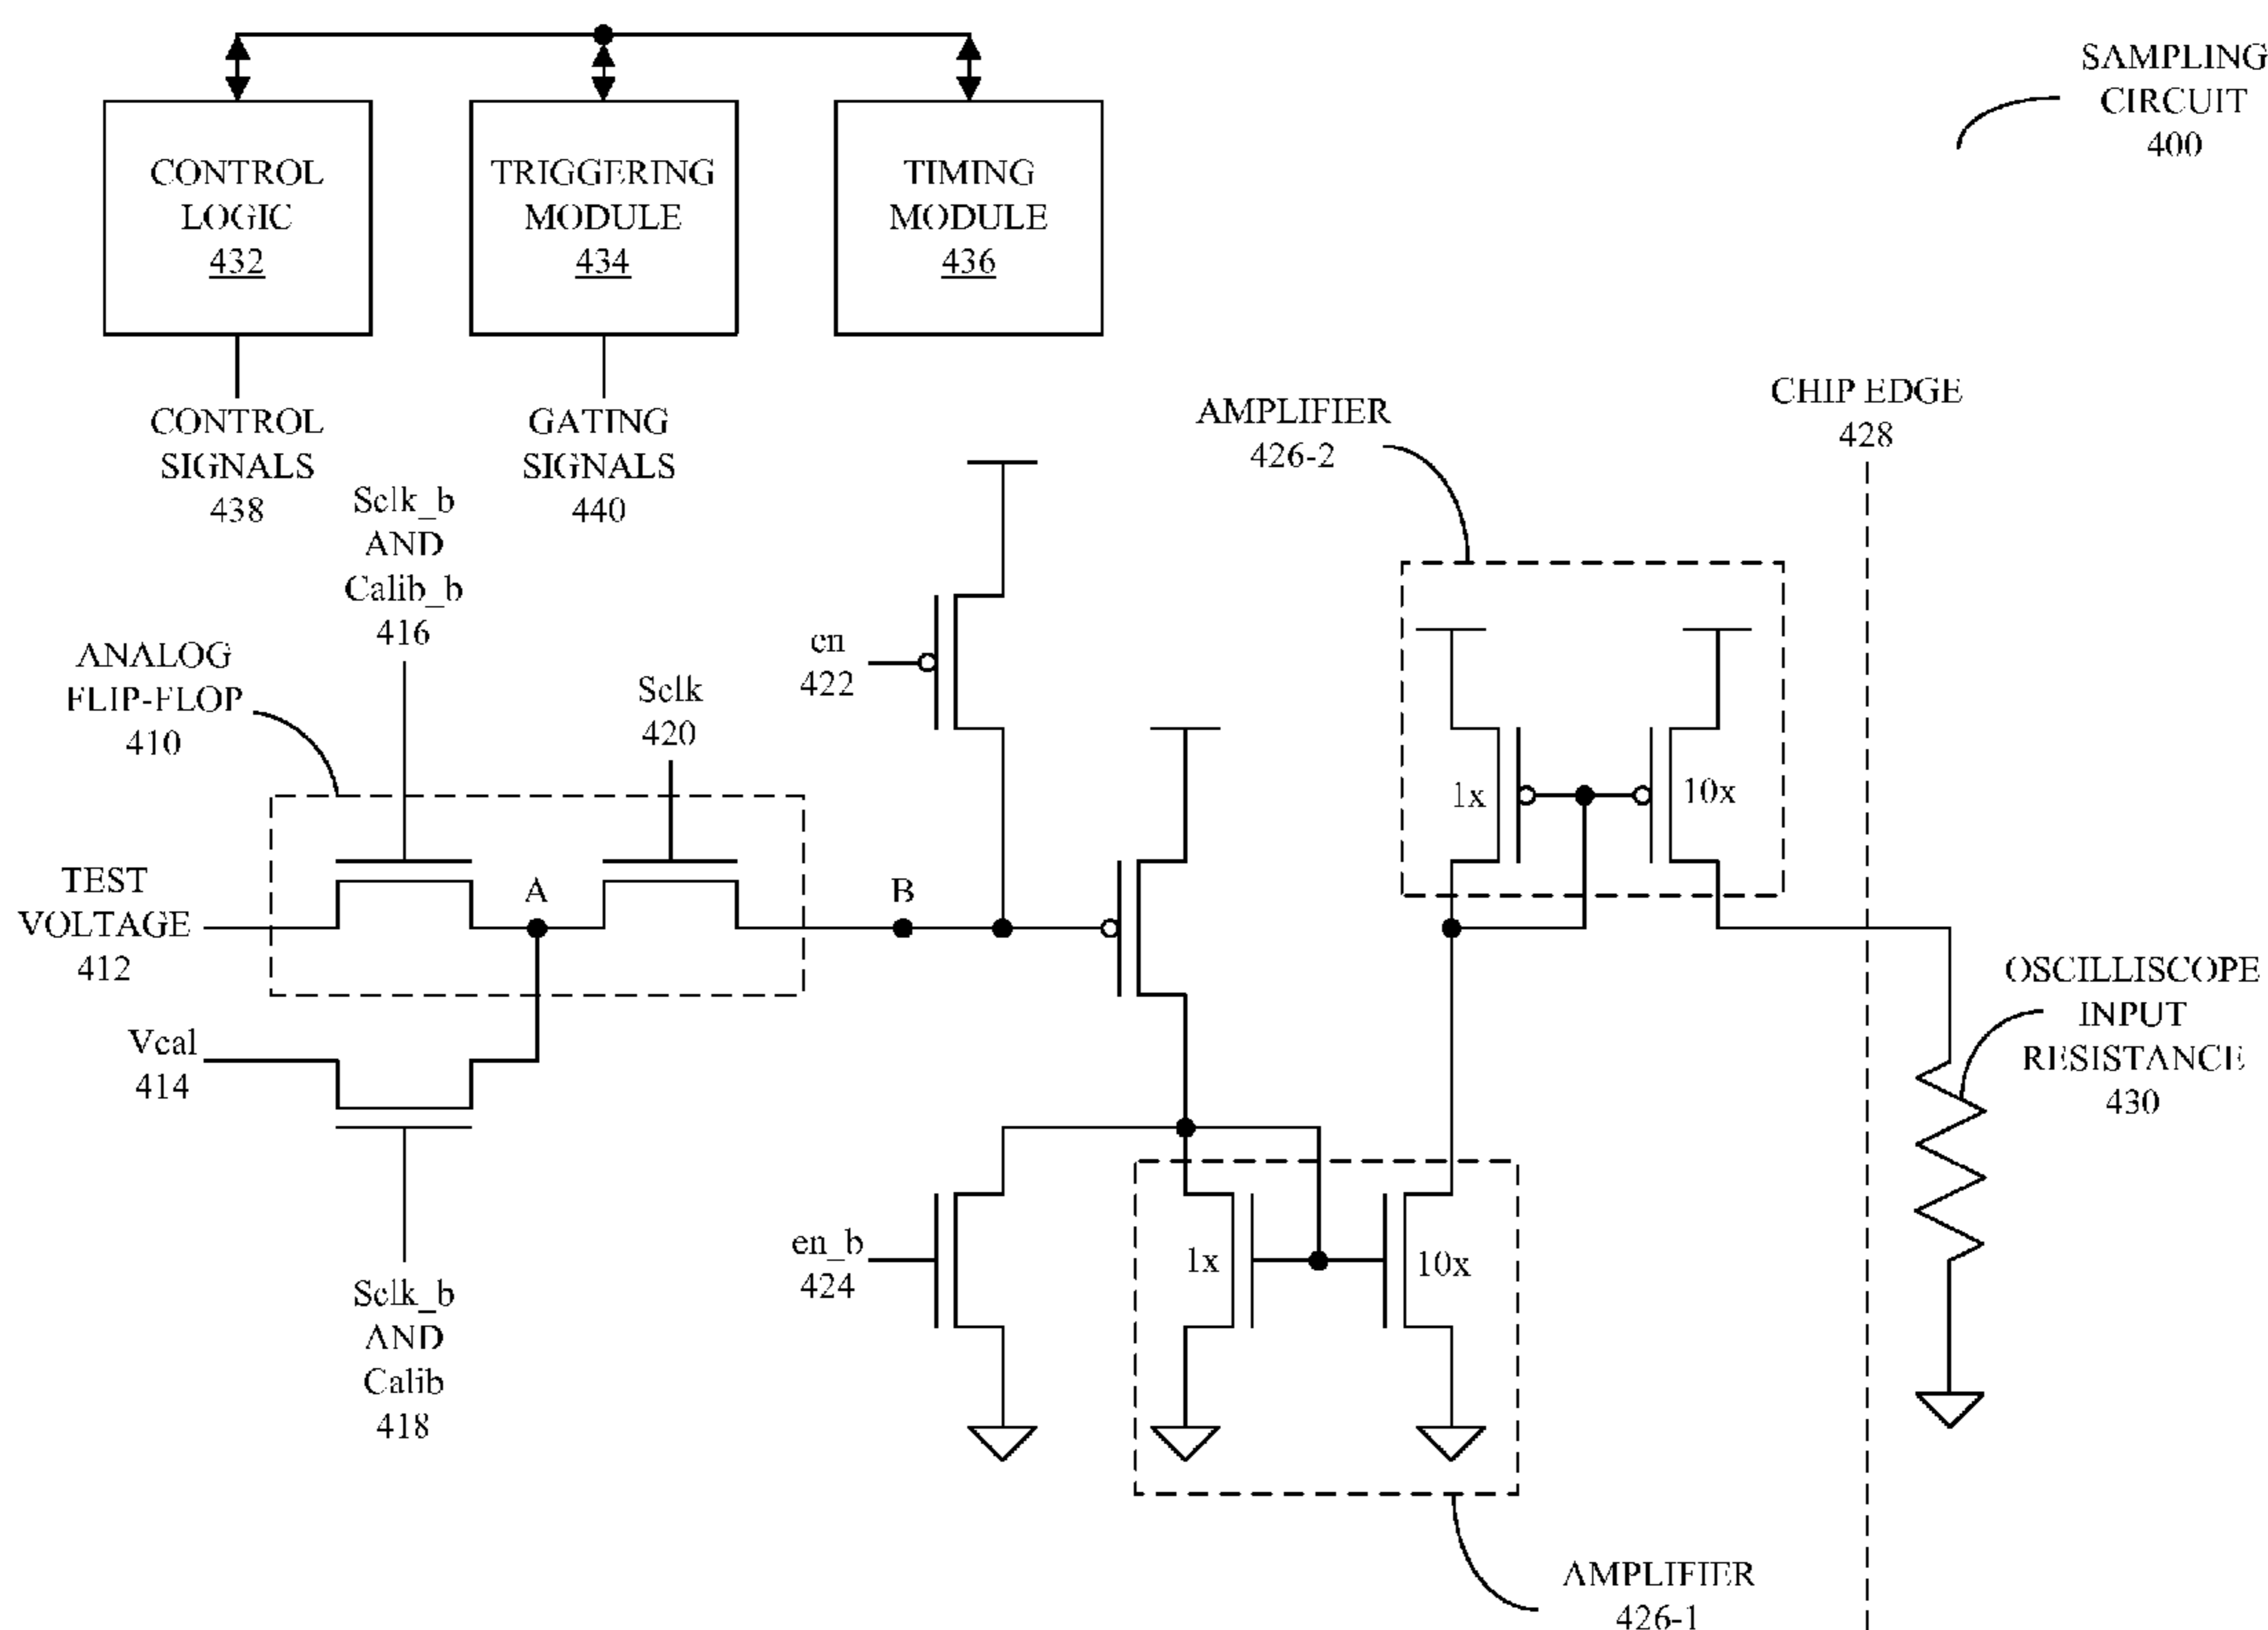 SAMPLING
CIRCUIT
400
CONTROL
LOGIC
432
TRIGGERING
MODULE
434
TIMING
MODULE
436
CONTROL
SIGNALS
438
GATING
SIGNALS
440
AMPLIFIER
426-2
CHIP EDGE
428
Sclk_b
AND
Calib_b
416
ANALOG
FLIP-FLOP
410
Sclk
420
en
422
1x
10x
TEST
VOLTAGE
412
A
B
Vcal
414
OSCILLISCOPE
INPUT
RESISTANCE
430
en_b
424
1x
10x
Sclk_b
AND
Calib
418
AMPLIFIER
426-1